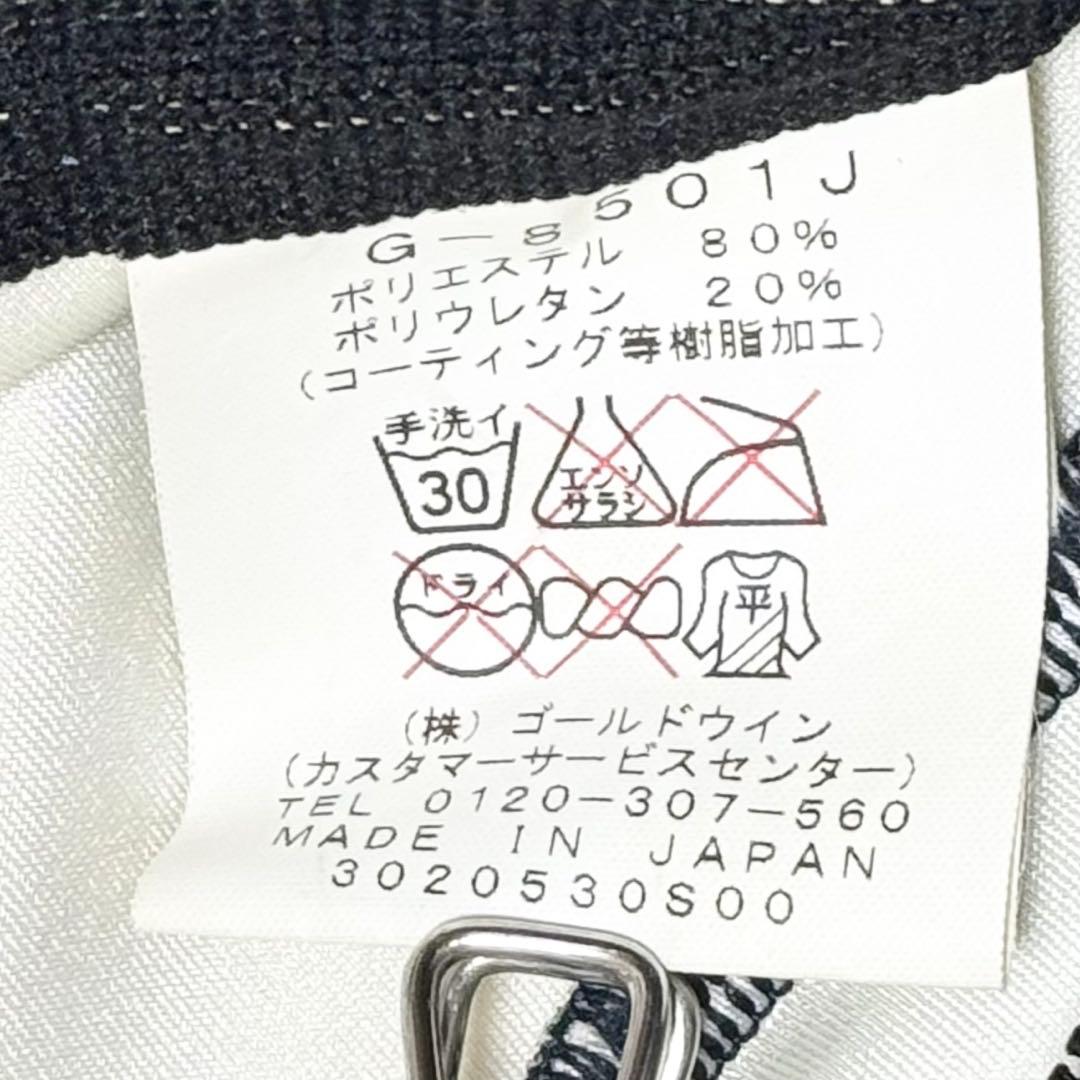 G-8501J
ポリエステル 80%
ポリウレタン 20%
(コーティング等樹脂加工)
手洗イ
30
エンソ
サラシ
ドライ
平
(株) ゴールドウイン
(カスタマーサービスセンター)
TEL 0120-307-560
MADE IN JAPAN
3020530S00